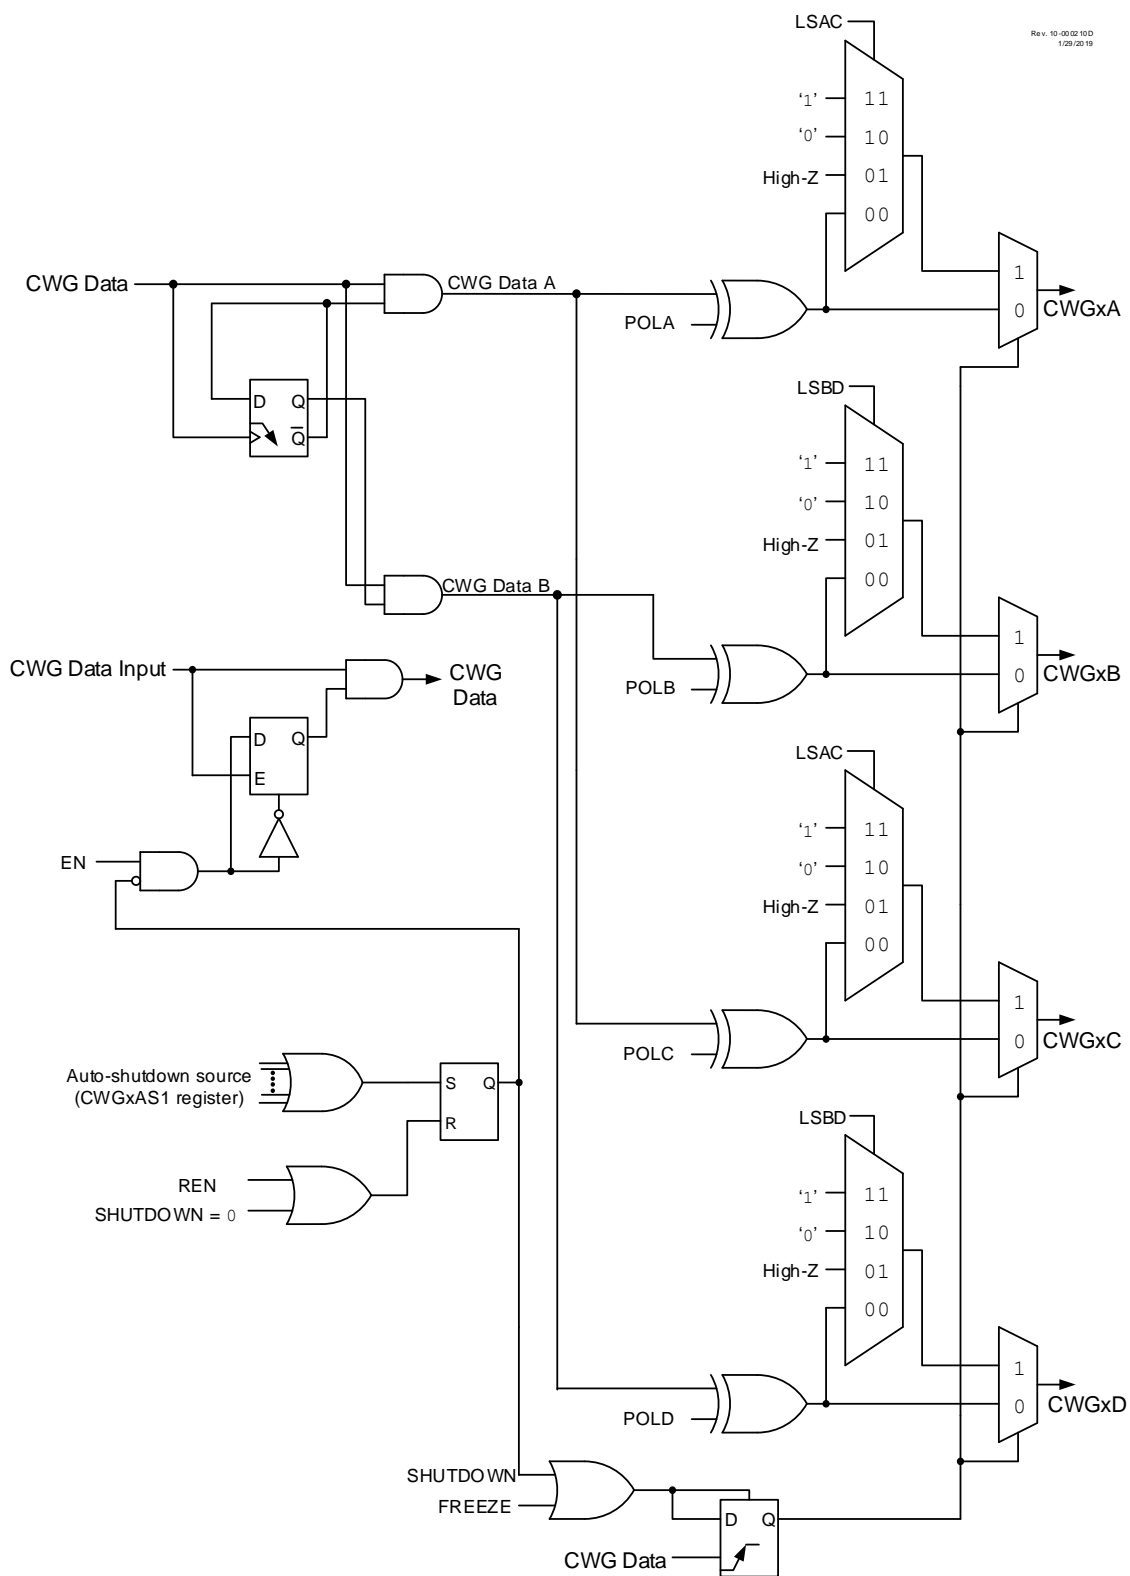 LSAC
Rev. 10-000210D
1/29/2019
'1'
11
'0'
10
High-Z
01
00
CWG Data
CWG Data A
1
0
CWGxA
POLA
LSBD
D
Q
Q
'1'
11
'0'
10
High-Z
01
00
CWG Data B
1
0
CWGxB
CWG Data Input
CWG
Data
POLB
D
Q
E
LSAC
'1'
11
EN
'0'
10
High-Z
01
00
1
0
CWGxC
POLC
Auto-shutdown source
(CWGxAS1 register)
S
Q
R
LSBD
REN
SHUTDOWN = 0
'1'
11
'0'
10
High-Z
01
00
1
0
CWGxD
POLD
SHUTDOWN
FREEZE
D
Q
CWG Data